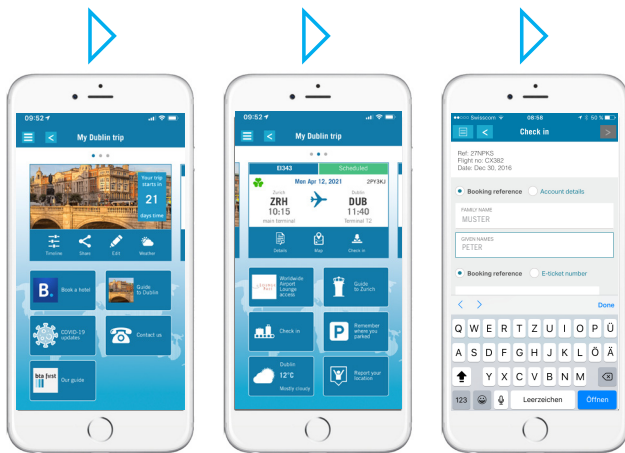 09:52
My Dublin trip
Your trip
starts in
21
days time
Timeline
Share
Edit
Weather
B.
Book a hotel
Guide
to Dublin
COVID-19
updates
Contact us
bta first
Our guide
09:52
My Dublin trip
EI343
Scheduled
Mon Apr 12, 2021
2PY3KJ
Zurich
Dublin
ZRH
DUB
10:15
11:40
main terminal
Terminal T2
Details
Map
Check in
Worldwide
Airport
Lounge
access
Guide
to Zurich
Check in
P
Remember
where you
parked
Dublin
12°C
Mostly cloudy
Report your
location
Swisscom
08:58
50 %
Check in
Ref: 27NPKS
Flight no: CX382
Date: Dec 30, 2016
Booking reference
Account details
FAMILY NAME
MUSTER
GIVEN NAMES
PETER
Booking reference
E-ticket number
Done
Q W E R T Z U I O P Ü
A S D F G H J K L Ö Ä
Y X C V B N M
123
Leerzeichen
Öffnen